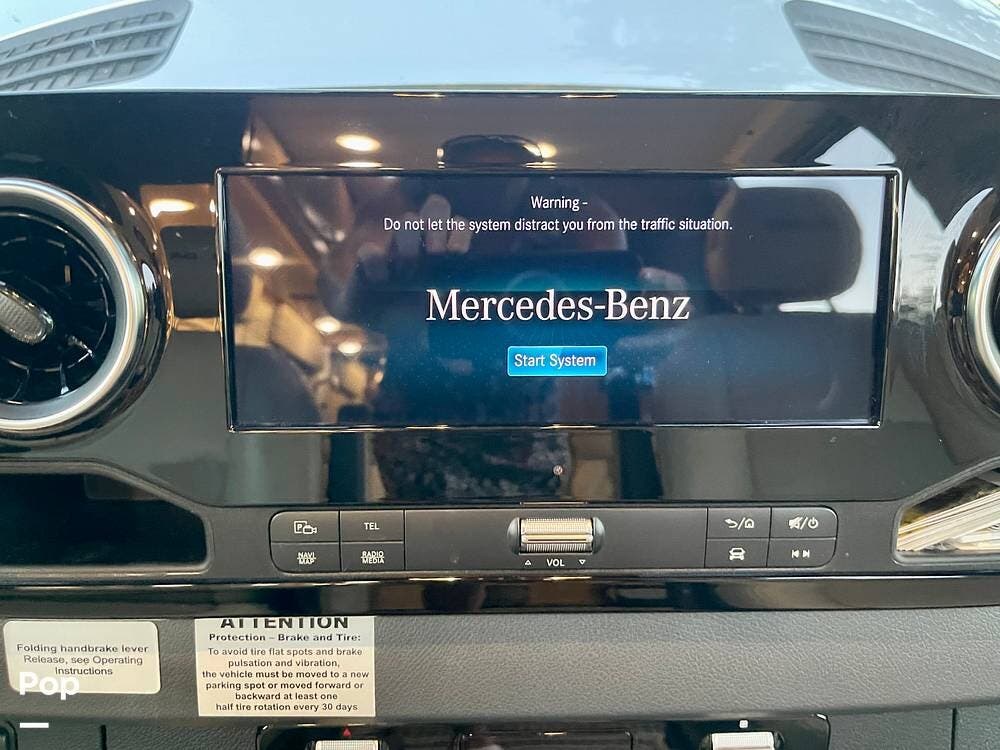 Warning -
Do not let the system distract you from the traffic situation.
Mercedes-Benz
Start System
TEL
NAVI
MAP
RADIO
MEDIA
VOL
Folding handbrake lever
Release, see Operating
Instructions
ATTENTION
Protection – Brake and Tire:
To avoid tire flat spots and brake
pulsation and vibration,
the vehicle must be moved to a new
parking spot or moved forward or
backward at least one
half tire rotation every 30 days
Pop